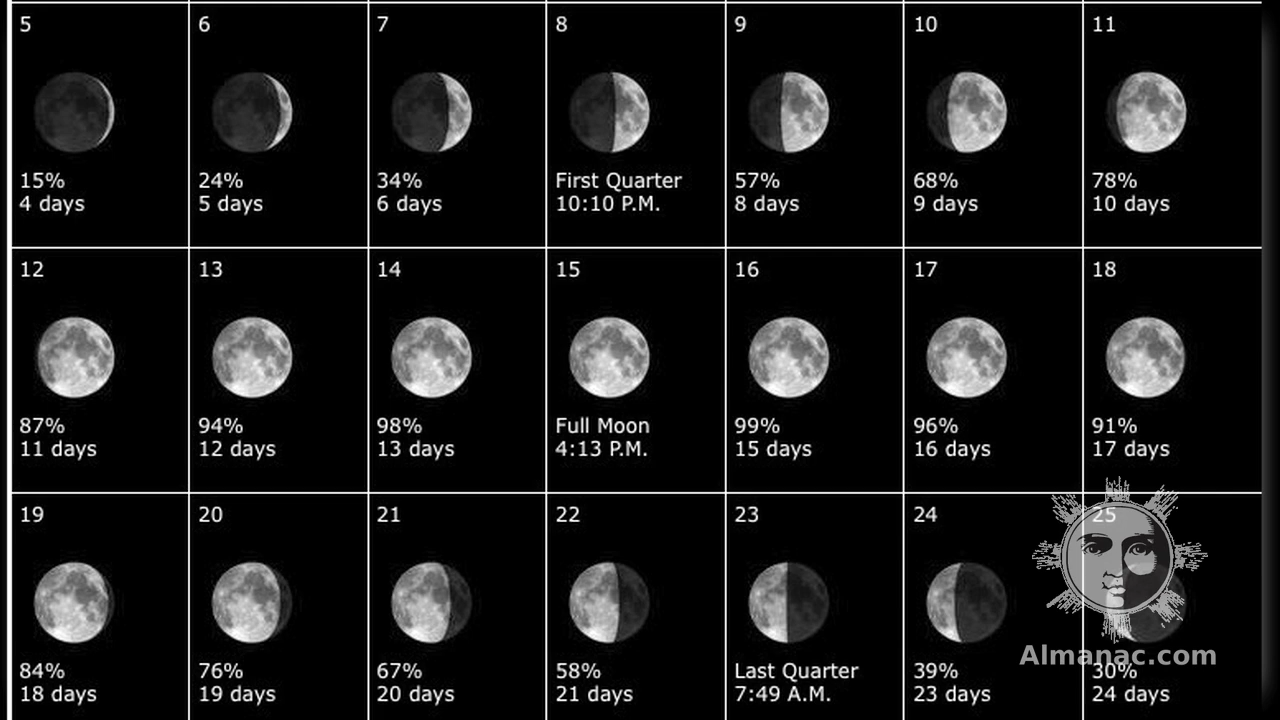 5
15%
4 days
6
24%
5 days
7
34%
6 days
8
First Quarter
10:10 P.M.
9
57%
8 days
10
68%
9 days
11
78%
10 days
12
87%
11 days
13
94%
12 days
14
98%
13 days
15
Full Moon
4:13 P.M.
16
99%
15 days
17
96%
16 days
18
91%
17 days
19
84%
18 days
20
76%
19 days
21
67%
20 days
22
58%
21 days
23
Last Quarter
7:49 A.M.
24
39%
23 days
25
30%
24 days
Almanac.com